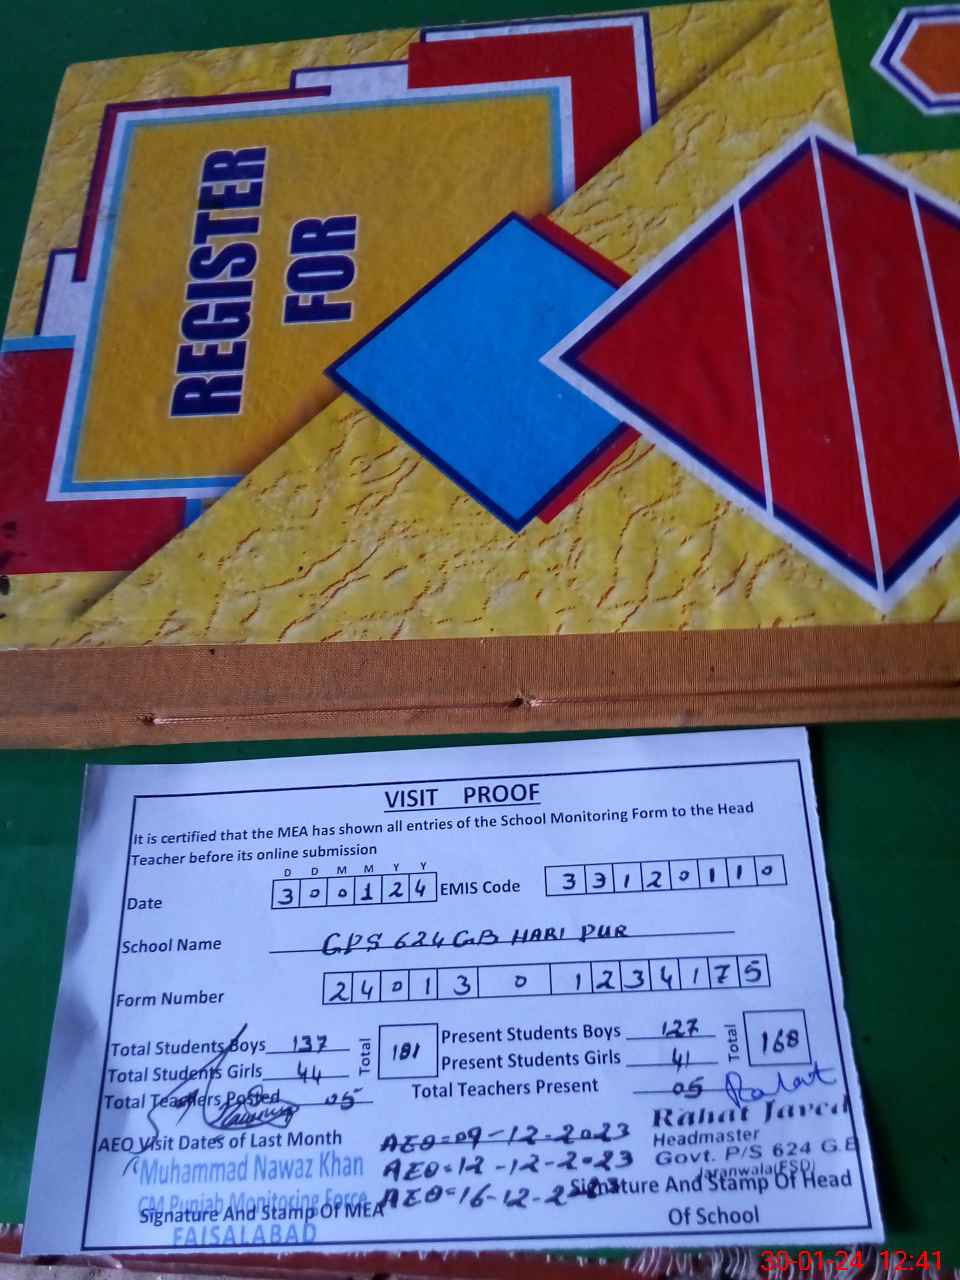 REGISTER
FOR
VISIT PROOF
It is certified that the MEA has shown all entries of the School Monitoring Form to the Head
Teacher before its online submission
D D M M Y Y
Date 3 0 0 1 2 4 EMIS Code 3 3 1 2 0 1 1 0
School Name GPS 624 GB HARI PUR
Form Number 2 4 0 1 3 0 1 2 3 4 1 7 5
Total Students Boys 137 Total 181 Present Students Boys 127 Total 168
Total Students Girls 44 Present Students Girls 41
Total Teachers Posted 05 Total Teachers Present 05
Rahat Javed
AEO Visit Dates of Last Month AEO=09-12-2023 Headmaster
Muhammad Nawaz Khan AEO=12-12-2023 Govt. P/S 624 G.B
CM Punjab Monitoring Force AEO=16-12-2023 Jaranwala(FSD)
Signature And Stamp Of MEA Signature And Stamp Of Head
FAISALABAD Of School
30-01-24 12:41